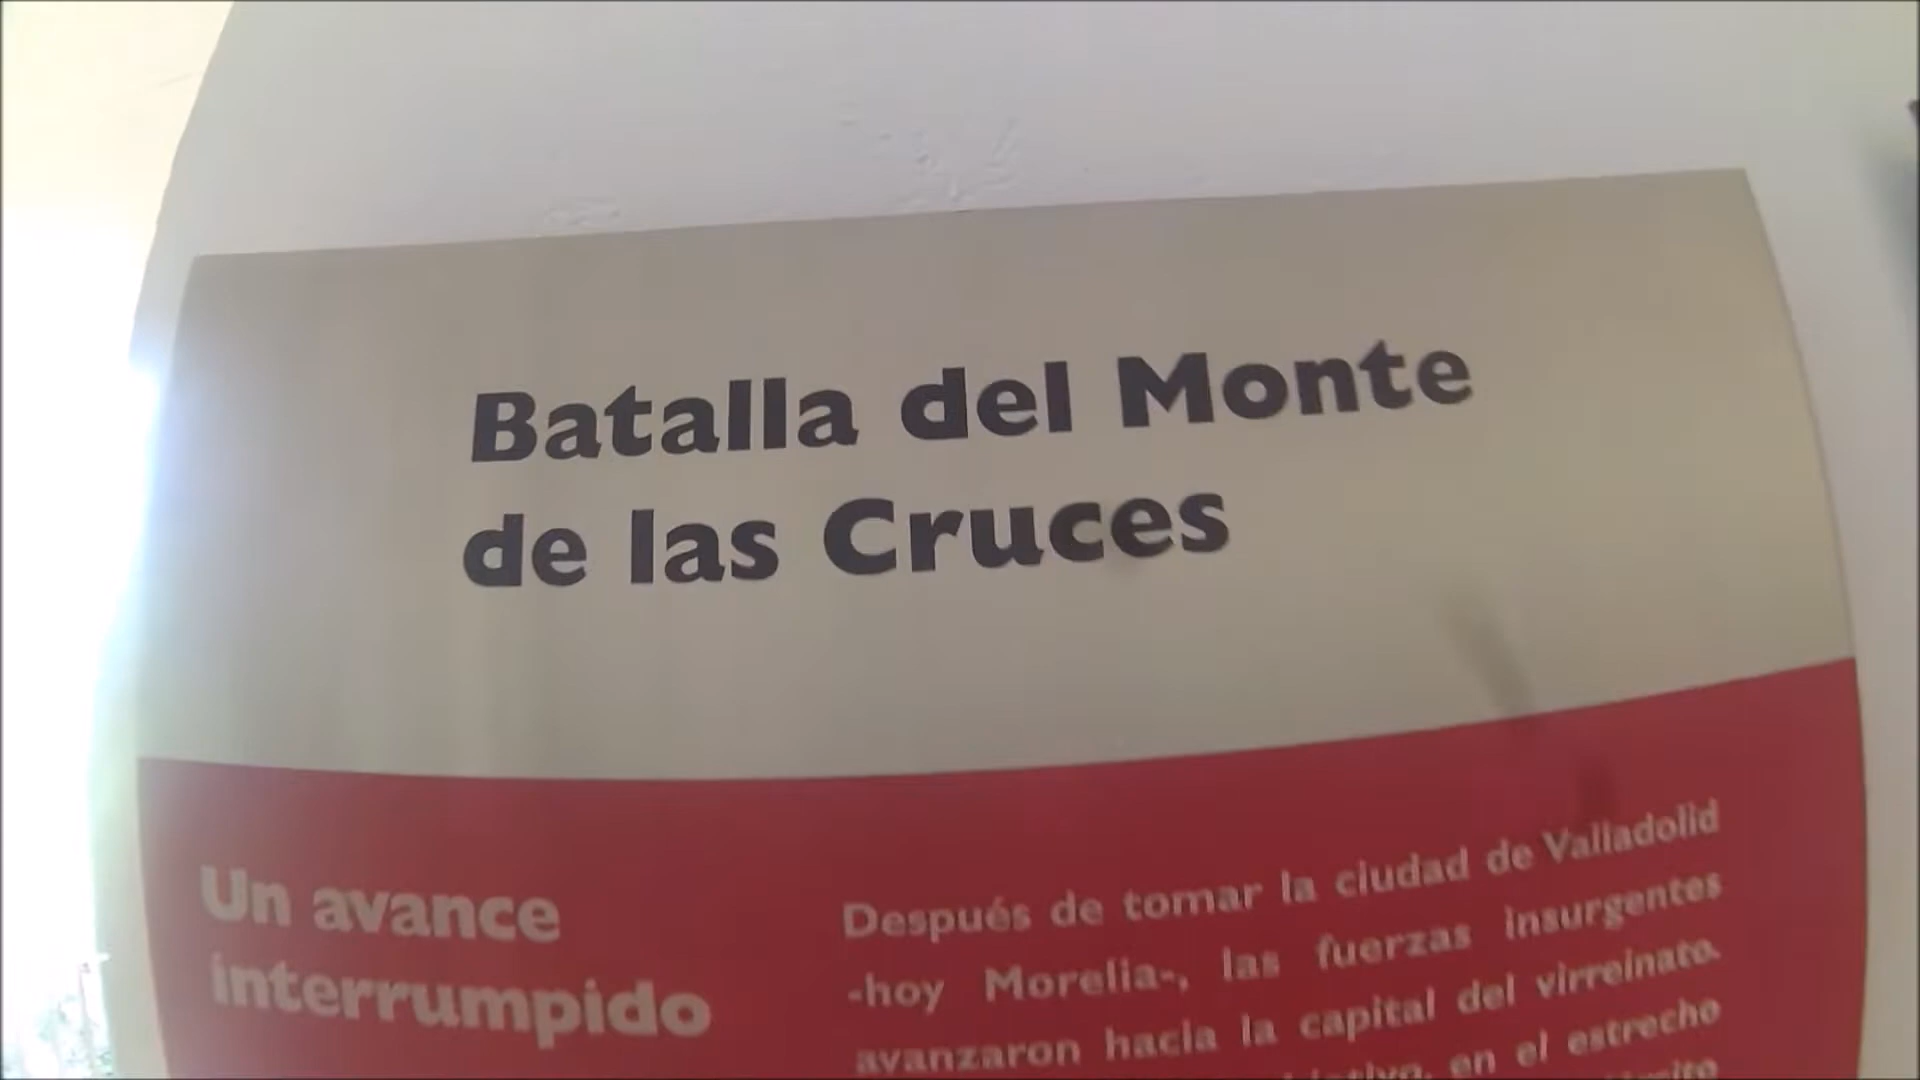 Batalla del Monte
de las Cruces
Un avance
interrumpido
Después de tomar la ciudad de Valladolid
-hoy Morelia-, las fuerzas insurgentes
avanzaron hacia la capital del virreinato.
en el estrecho